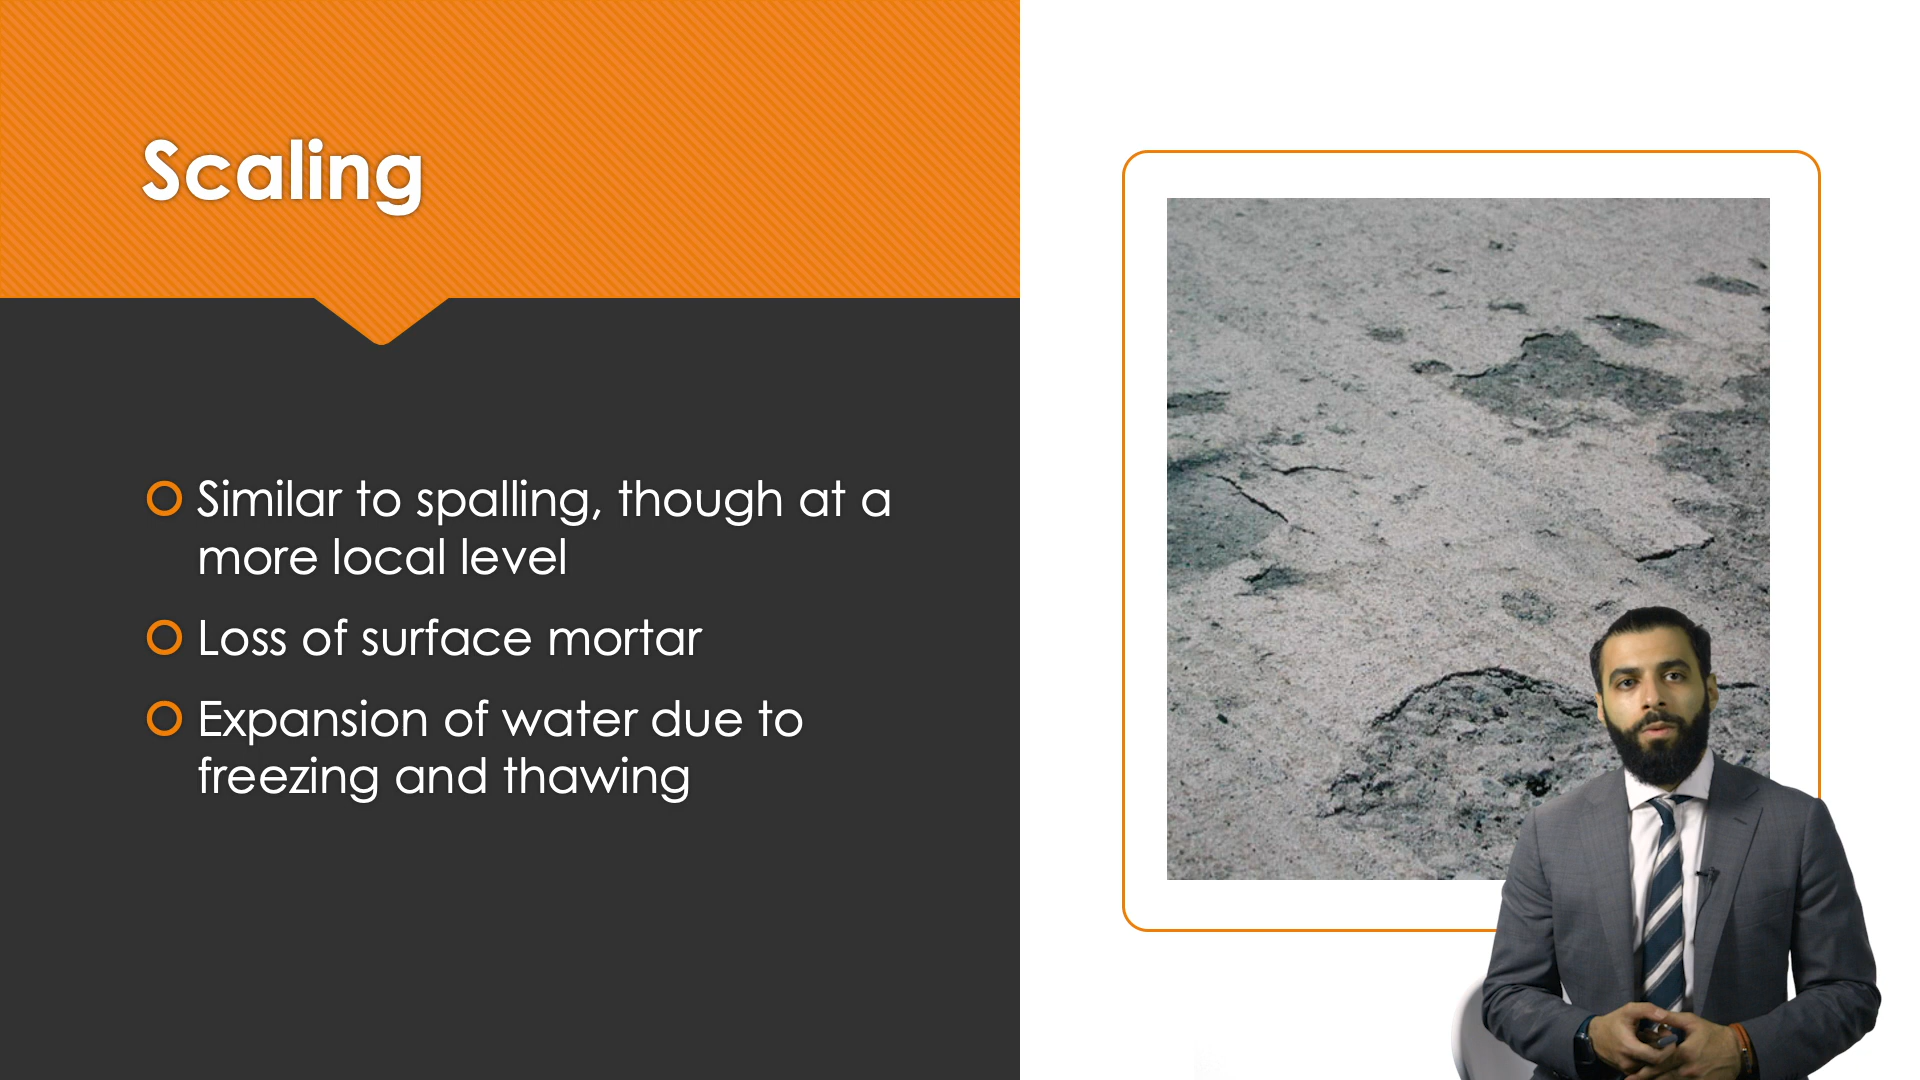 Scaling
Similar to spalling, though at a
more local level
Loss of surface mortar
Expansion of water due to
freezing and thawing